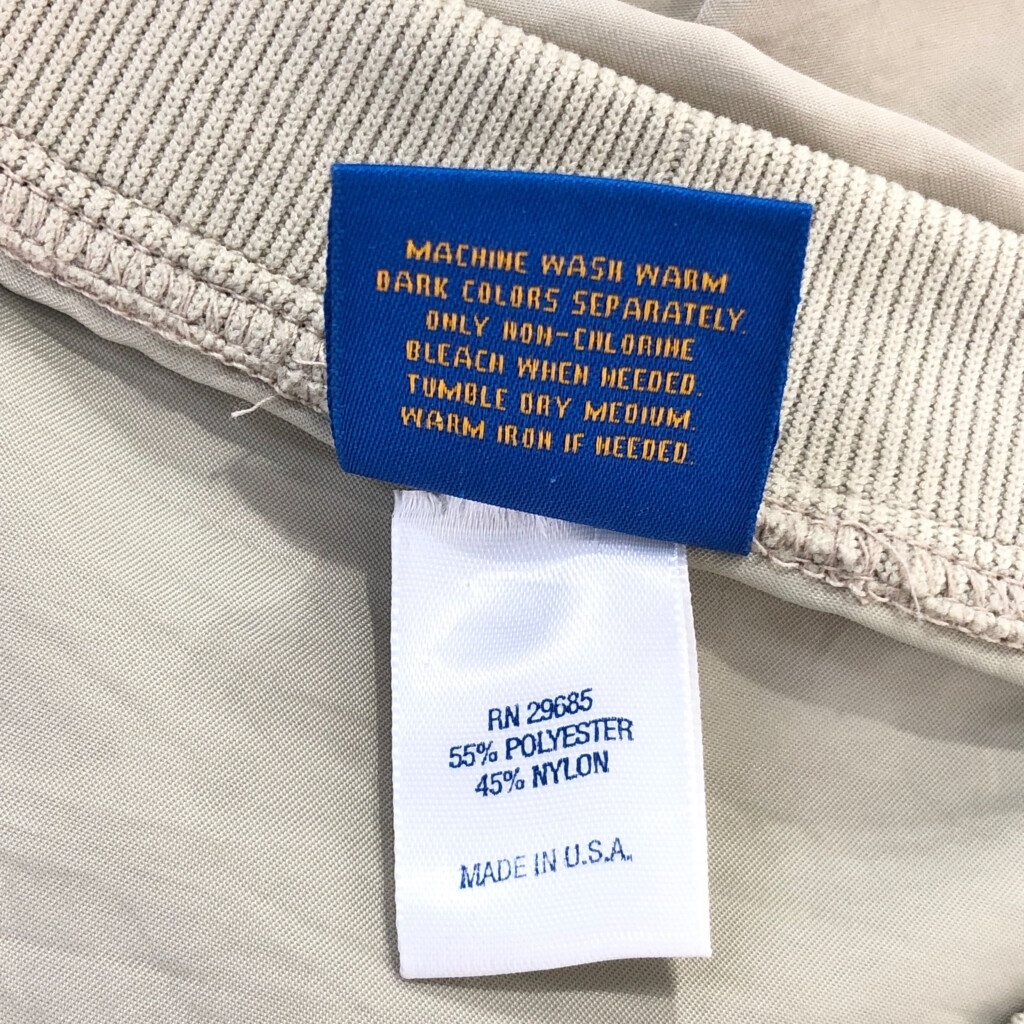 MACHINE WASH WARM
DARK COLORS SEPARATELY.
ONLY NON-CHLORINE
BLEACH WHEN NEEDED.
TUMBLE DRY MEDIUM.
WARM IRON IF NEEDED.
RN 29685
55% POLYESTER
45% NYLON
MADE IN U.S.A.